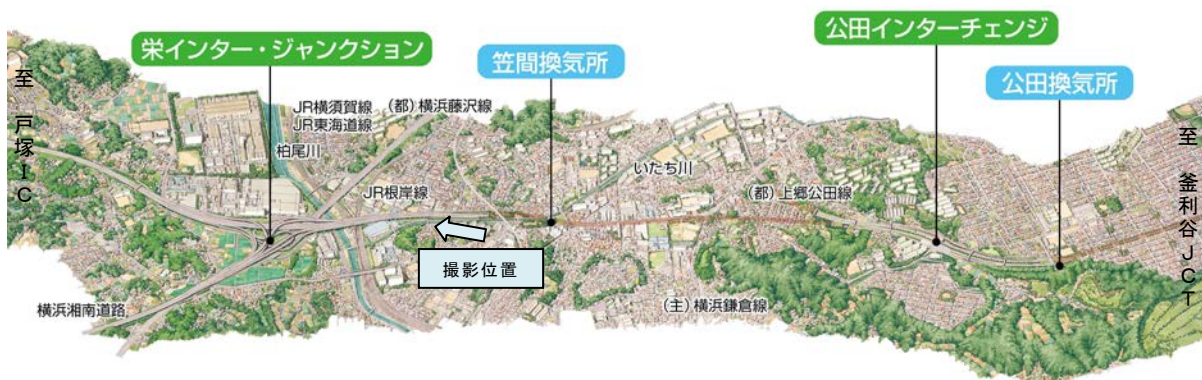 栄インター・ジャンクション
笠間換気所
公田インターチェンジ
公田換気所
至 戸塚IC
JR横須賀線
JR東海道線
(都)横浜藤沢線
柏尾川
JR根岸線
いたち川
(都)上郷公田線
撮影位置
横浜湘南道路
(主)横浜鎌倉線
至 釜利谷JCT